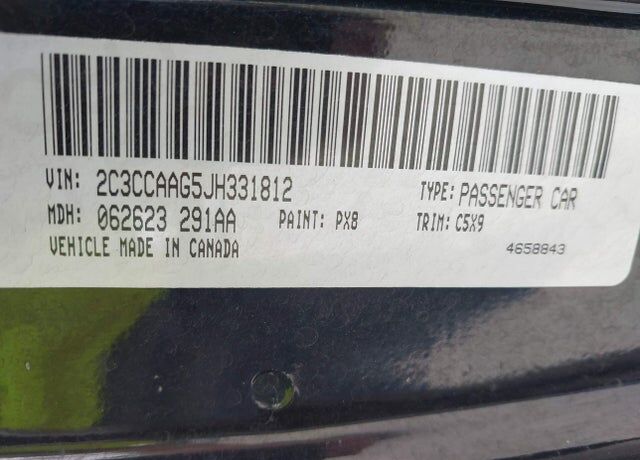 VIN: 2C3CCAAG5JH331812 TYPE: PASSENGER CAR
MDH: 062623 291AA PAINT: PX8 TRIM: C5X9
VEHICLE MADE IN CANADA 4658843